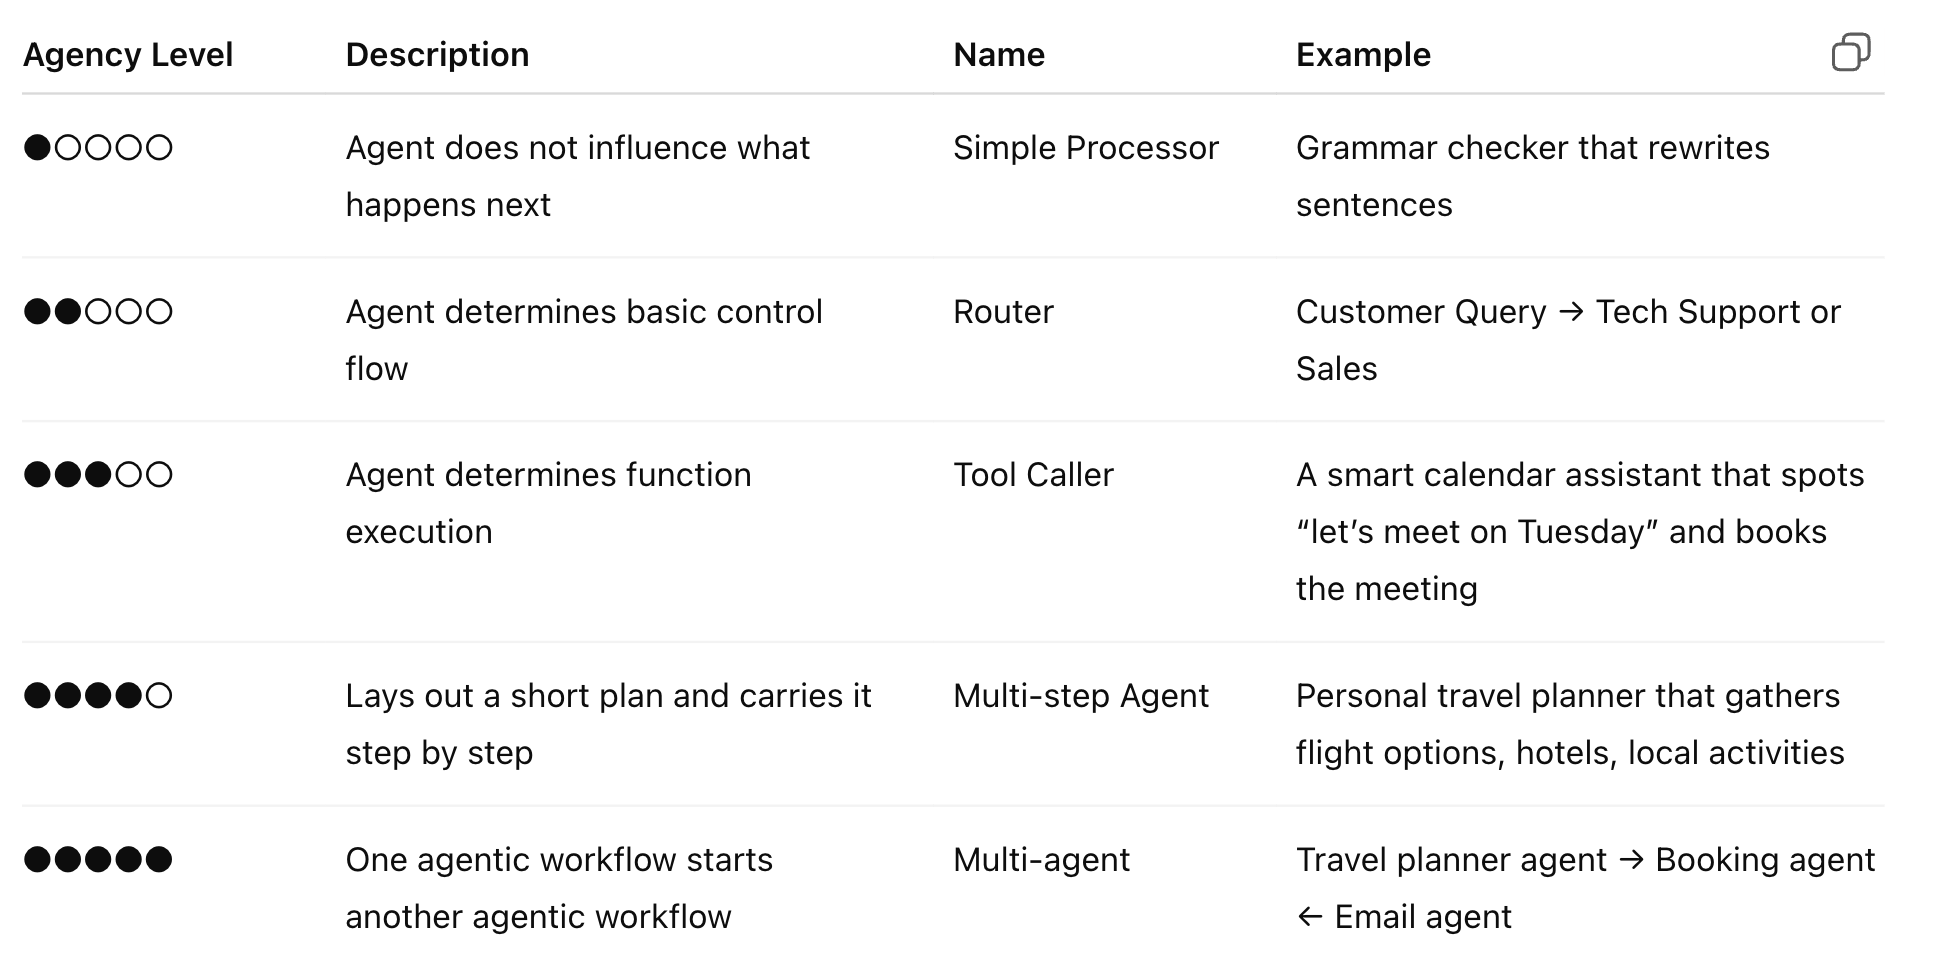 Agency Level Description Name Example
●○○○○ Agent does not influence what Simple Processor Grammar checker that rewrites
happens next sentences
●●○○○ Agent determines basic control Router Customer Query → Tech Support or
flow Sales
●●●○○ Agent determines function Tool Caller A smart calendar assistant that spots
execution “let’s meet on Tuesday” and books
the meeting
●●●●○ Lays out a short plan and carries it Multi-step Agent Personal travel planner that gathers
step by step flight options, hotels, local activities
●●●●● One agentic workflow starts Multi-agent Travel planner agent → Booking agent
another agentic workflow ← Email agent